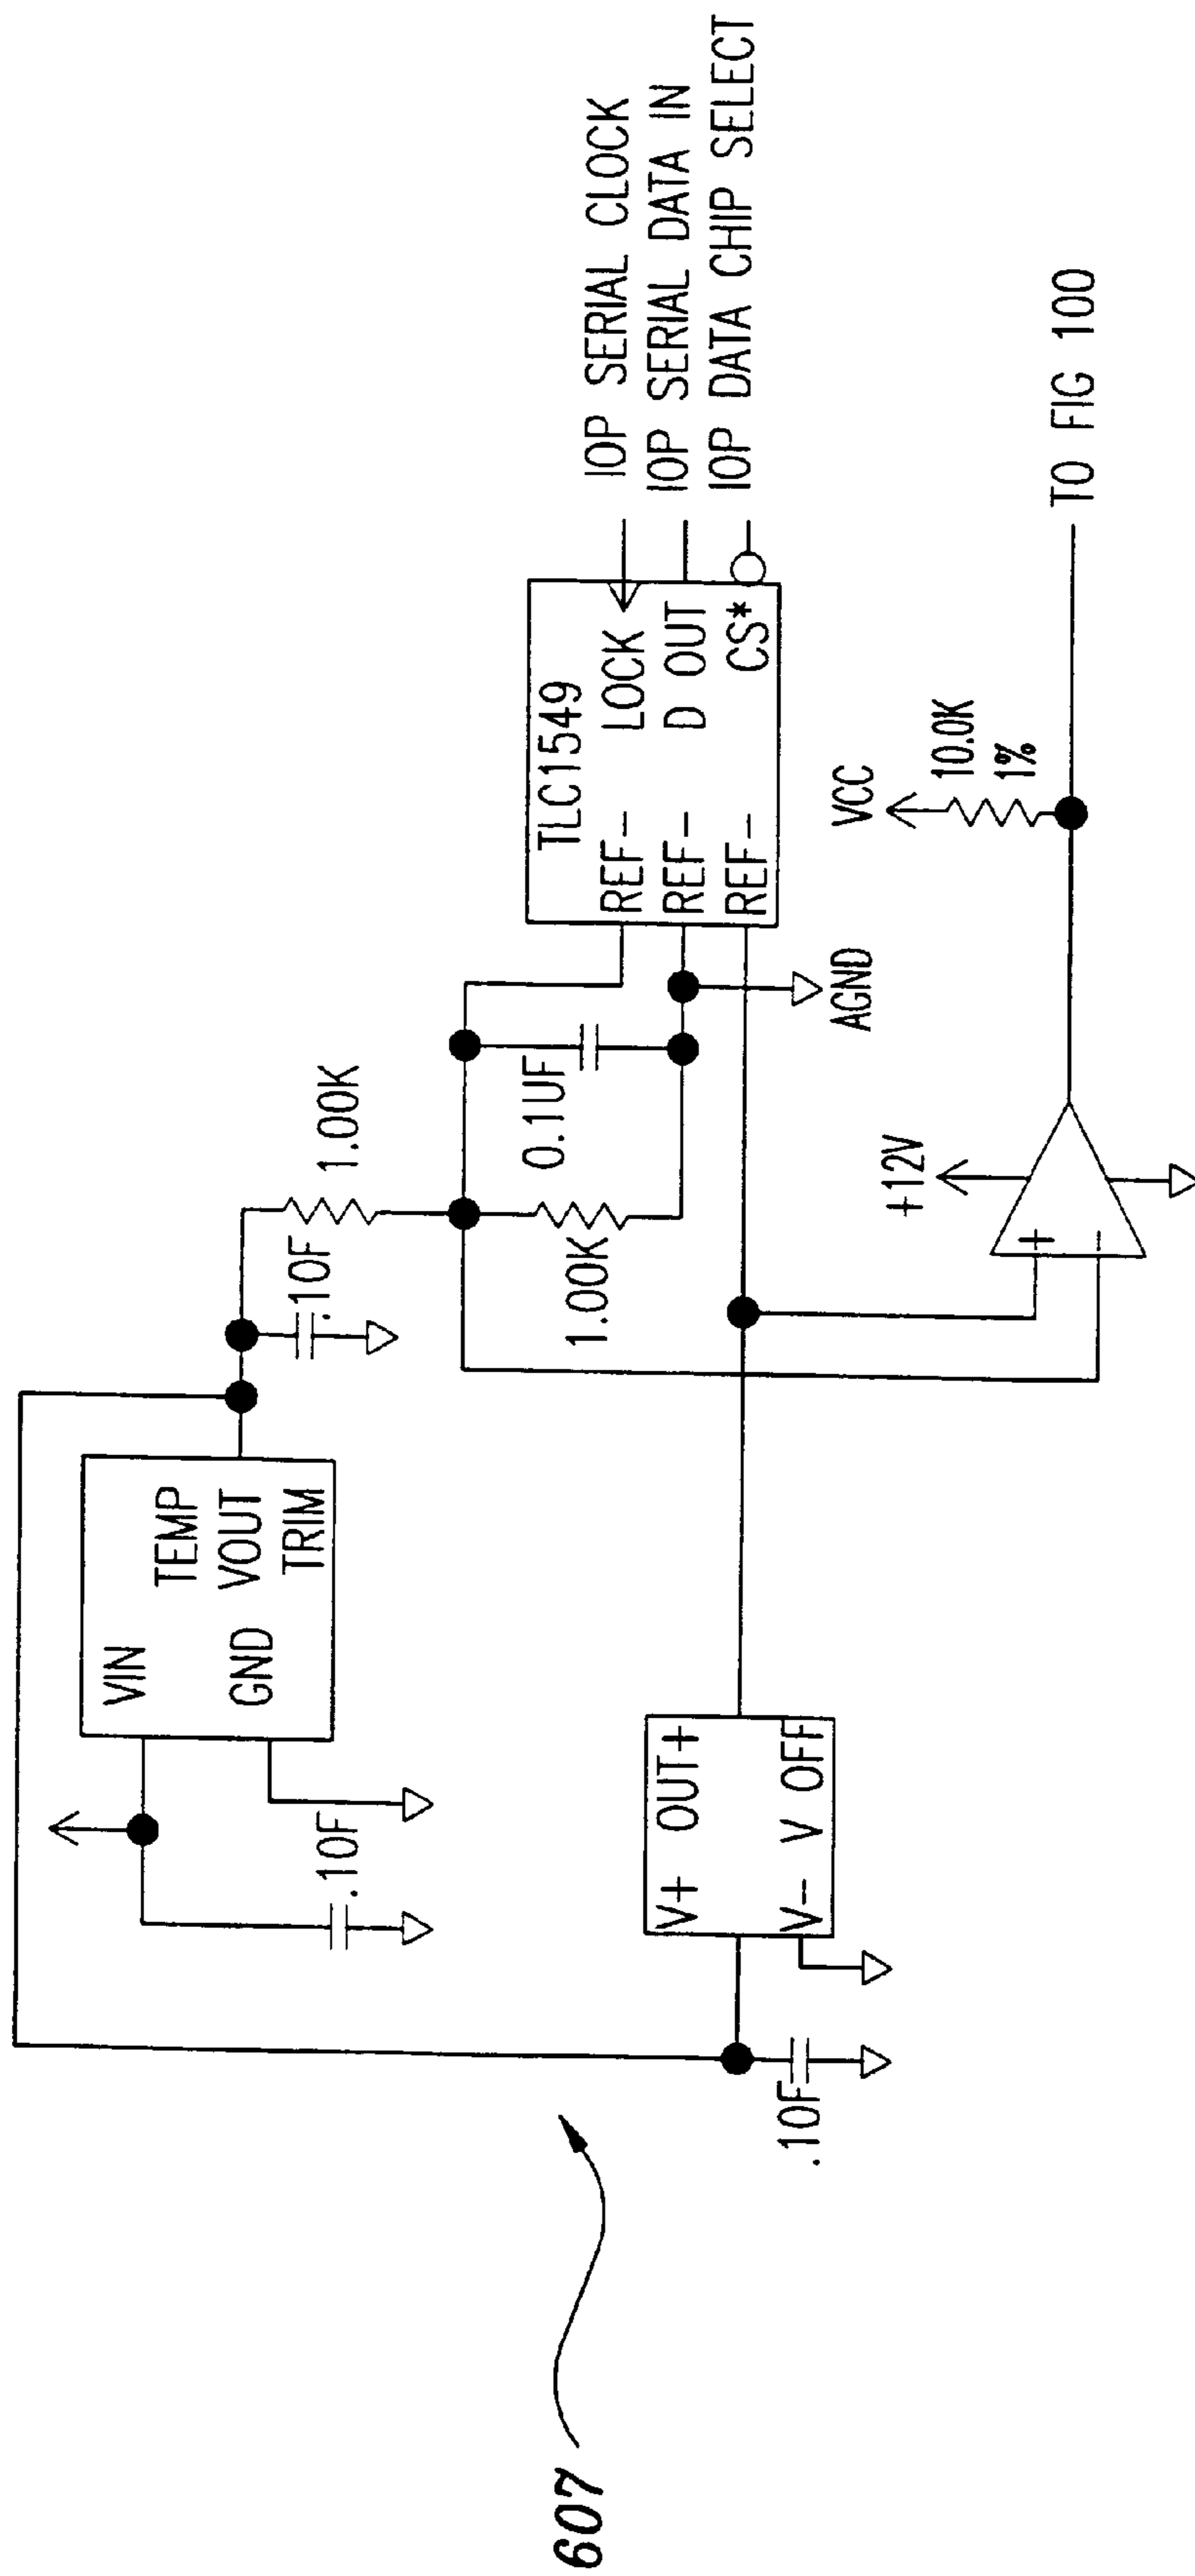 607
VIN
TEMP
GND
VOUT
TRIM
.10F
.10F
1.00K
1.00K
0.1UF
TLC1549
REF-
LOCK
REF-
D OUT
REF-
CS*
IOP SERIAL CLOCK
IOP SERIAL DATA IN
IOP DATA CHIP SELECT
AGND
V+
OUT+
V-
V OFF
.10F
+12V
+
-
VCC
10.0K
1%
TO FIG 100